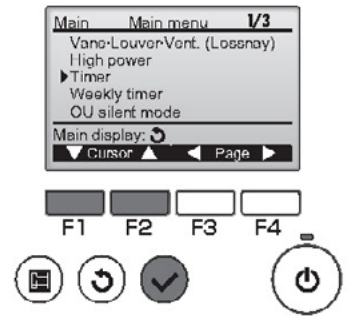 Main Main menu 1/3
Vane·Louver·Vent. (Lossnay)
High power
▶Timer
Weekly timer
OU silent mode
Main display:
▼ Cursor ▲ ◀ Page ▶
F1 F2 F3 F4